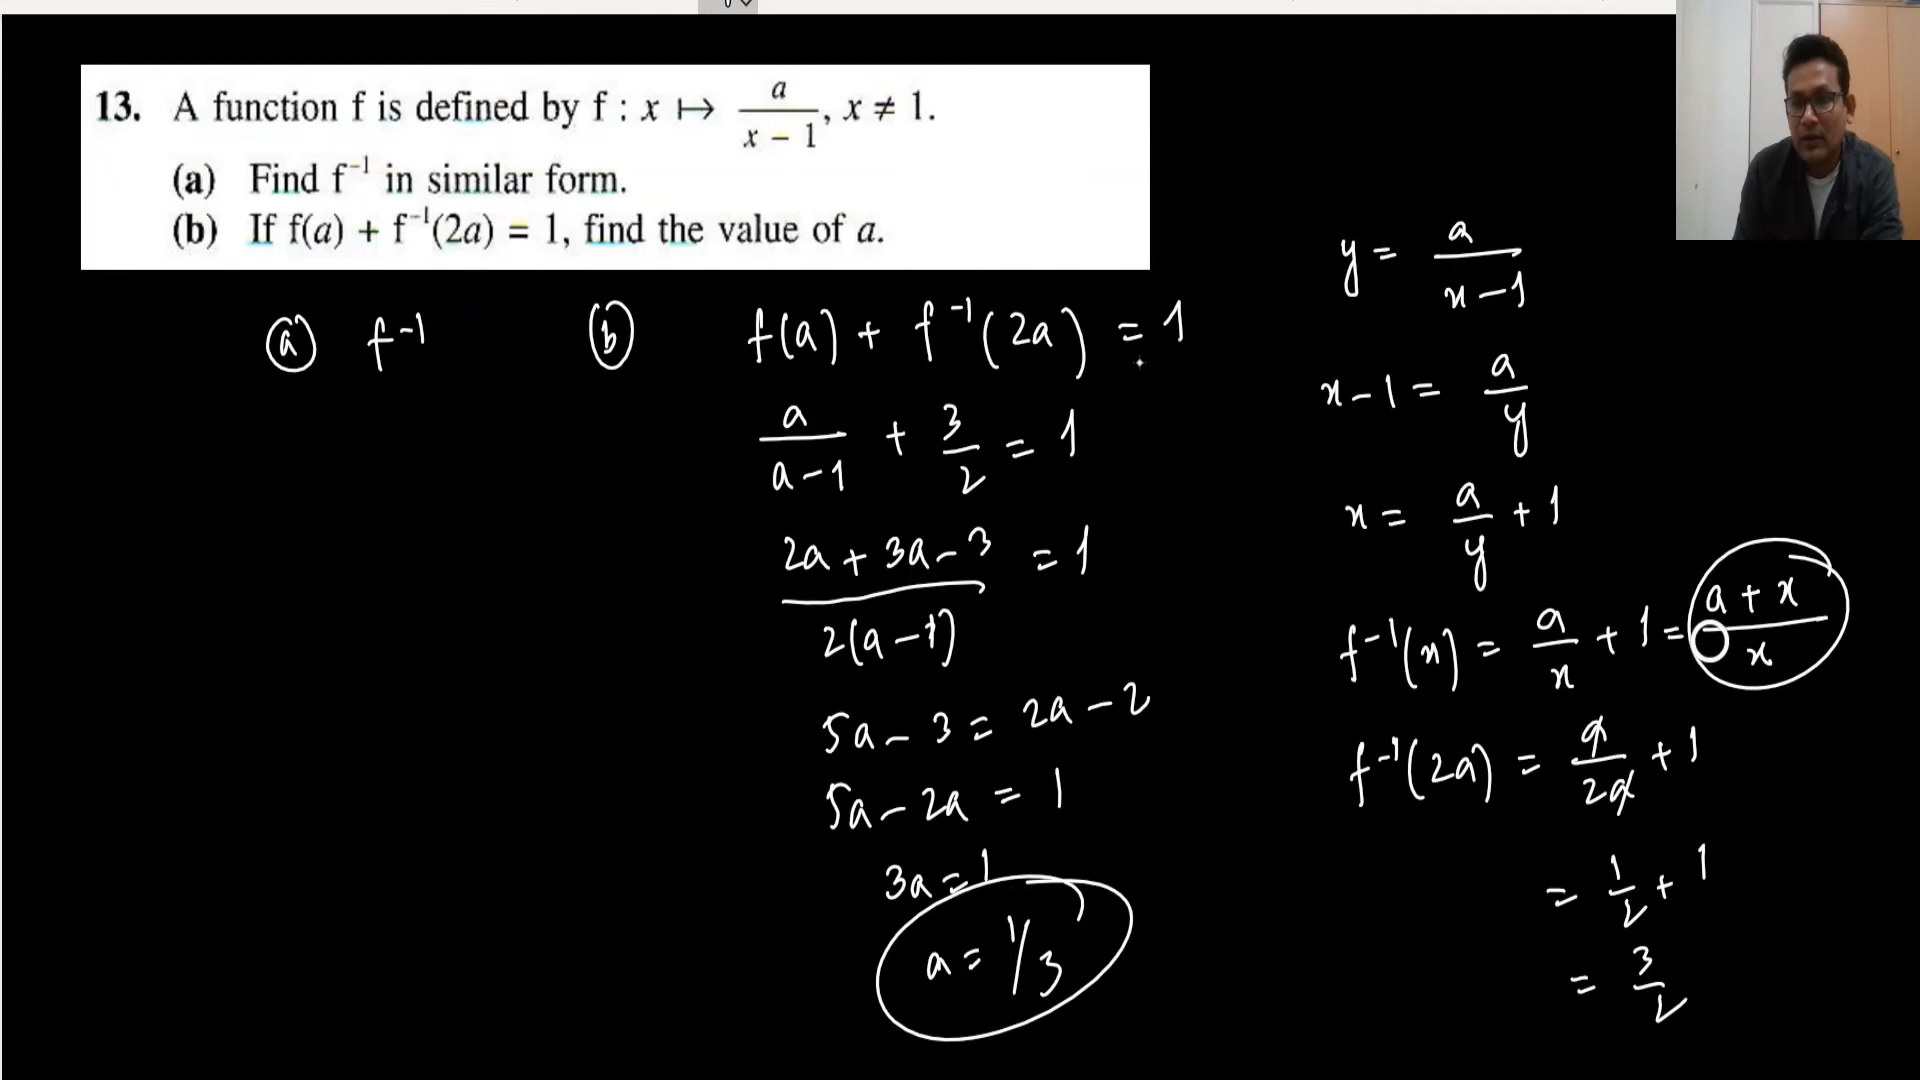 13. A function f is defined by f : x ↦ a/(x − 1), x ≠ 1.
(a) Find f⁻¹ in similar form.
(b) If f(a) + f⁻¹(2a) = 1, find the value of a.
(a) f⁻¹
(b) f(a) + f⁻¹(2a) = 1
a/(a−1) + 3/2 = 1
(2a + 3a − 3)/(2(a−1)) = 1
5a − 3 = 2a − 2
5a − 2a = 1
3a = 1
a = 1/3
y = a/(x−1)
x − 1 = a/y
x = a/y + 1
f⁻¹(x) = a/x + 1 = (a + x)/x
f⁻¹(2a) = a/2a + 1
= 1/2 + 1
= 3/2